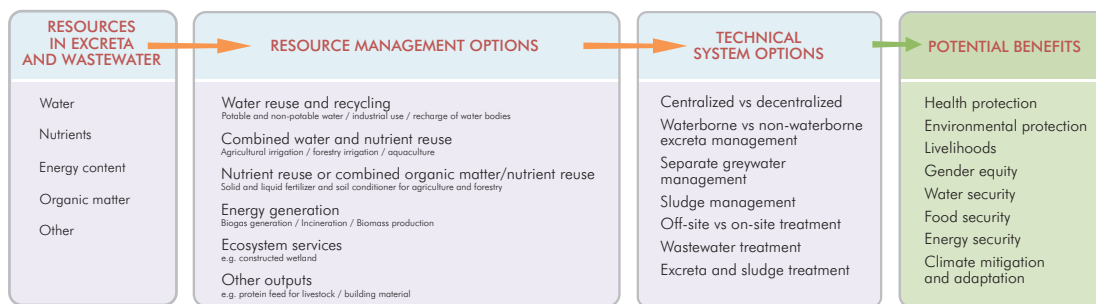 RESOURCES
IN EXCRETA
AND WASTEWATER
Water
Nutrients
Energy content
Organic matter
Other
RESOURCE MANAGEMENT OPTIONS
Water reuse and recycling
Potable and non-potable water / industrial use / recharge of water bodies
Combined water and nutrient reuse
Agricultural irrigation / forestry irrigation / aquaculture
Nutrient reuse or combined organic matter/nutrient reuse
Solid and liquid fertilizer and soil conditioner for agriculture and forestry
Energy generation
Biogas generation / Incineration / Biomass production
Ecosystem services
e.g. constructed wetland
Other outputs
e.g. protein feed for livestock / building material
TECHNICAL
SYSTEM OPTIONS
Centralized vs decentralized
Waterborne vs non-waterborne
excreta management
Separate greywater
management
Sludge management
Off-site vs on-site treatment
Wastewater treatment
Excreta and sludge treatment
POTENTIAL BENEFITS
Health protection
Environmental protection
Livelihoods
Gender equity
Water security
Food security
Energy security
Climate mitigation
and adaptation